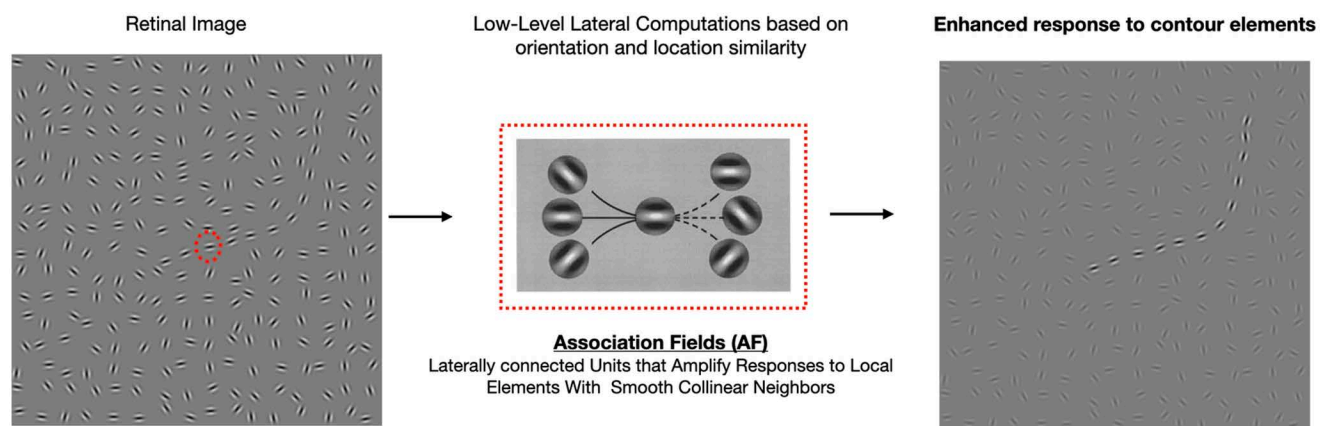 Retinal Image
Low-Level Lateral Computations based on
orientation and location similarity
Enhanced response to contour elements
Association Fields (AF)
Laterally connected Units that Amplify Responses to Local
Elements With Smooth Collinear Neighbors